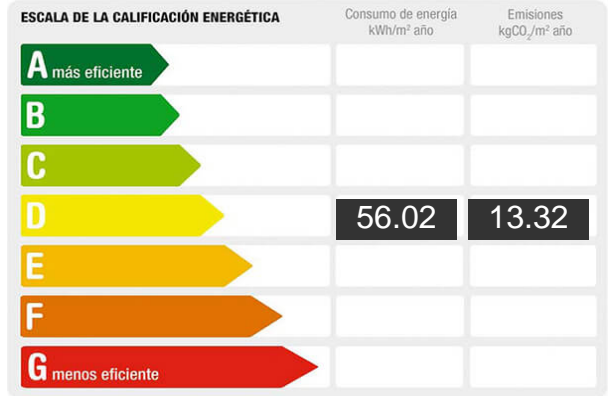 ESCALA DE LA CALIFICACIÓN ENERGÉTICA
Consumo de energía
kWh/m² año
Emisiones
kgCO₂/m² año
A más eficiente
B
C
D 56.02 13.32
E
F
G menos eficiente